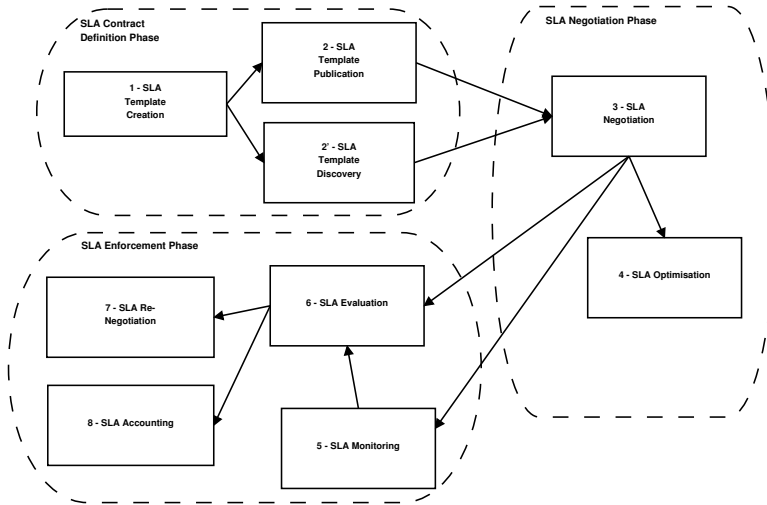 SLA Contract
Definition Phase
1 - SLA
Template
Creation
2 - SLA
Template
Publication
2' - SLA
Template
Discovery
SLA Negotiation Phase
3 - SLA
Negotiation
4 - SLA Optimisation
SLA Enforcement Phase
7 - SLA Re-
Negotiation
6 - SLA Evaluation
8 - SLA Accounting
5 - SLA Monitoring